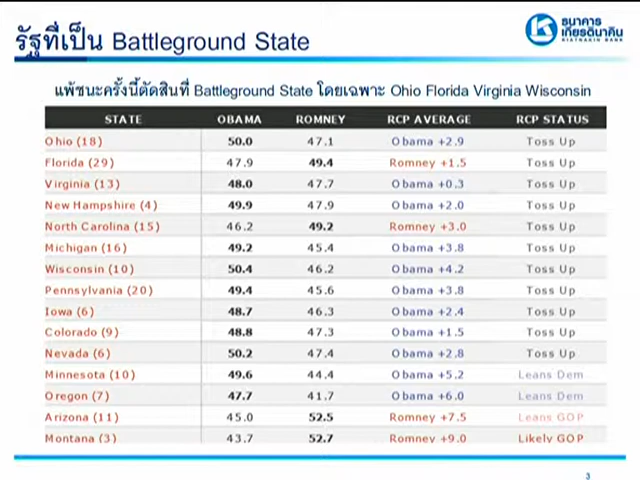 รัฐที่เป็น Battleground State
ธนาคาร
เกียรตินาคิน
KIATNAKIN BANK
แพ้ชนะครั้งนี้ตัดสินที่ Battleground State โดยเฉพาะ Ohio Florida Virginia Wisconsin
STATE OBAMA ROMNEY RCP AVERAGE RCP STATUS
Ohio (18) 50.0 47.1 Obama +2.9 Toss Up
Florida (29) 47.9 49.4 Romney +1.5 Toss Up
Virginia (13) 48.0 47.7 Obama +0.3 Toss Up
New Hampshire (4) 49.9 47.9 Obama +2.0 Toss Up
North Carolina (15) 46.2 49.2 Romney +3.0 Toss Up
Michigan (16) 49.2 45.4 Obama +3.8 Toss Up
Wisconsin (10) 50.4 46.2 Obama +4.2 Toss Up
Pennsylvania (20) 49.4 45.6 Obama +3.8 Toss Up
Iowa (6) 48.7 46.3 Obama +2.4 Toss Up
Colorado (9) 48.8 47.3 Obama +1.5 Toss Up
Nevada (6) 50.2 47.4 Obama +2.8 Toss Up
Minnesota (10) 49.6 44.4 Obama +5.2 Leans Dem
Oregon (7) 47.7 41.7 Obama +6.0 Leans Dem
Arizona (11) 45.0 52.5 Romney +7.5 Leans GOP
Montana (3) 43.7 52.7 Romney +9.0 Likely GOP
3